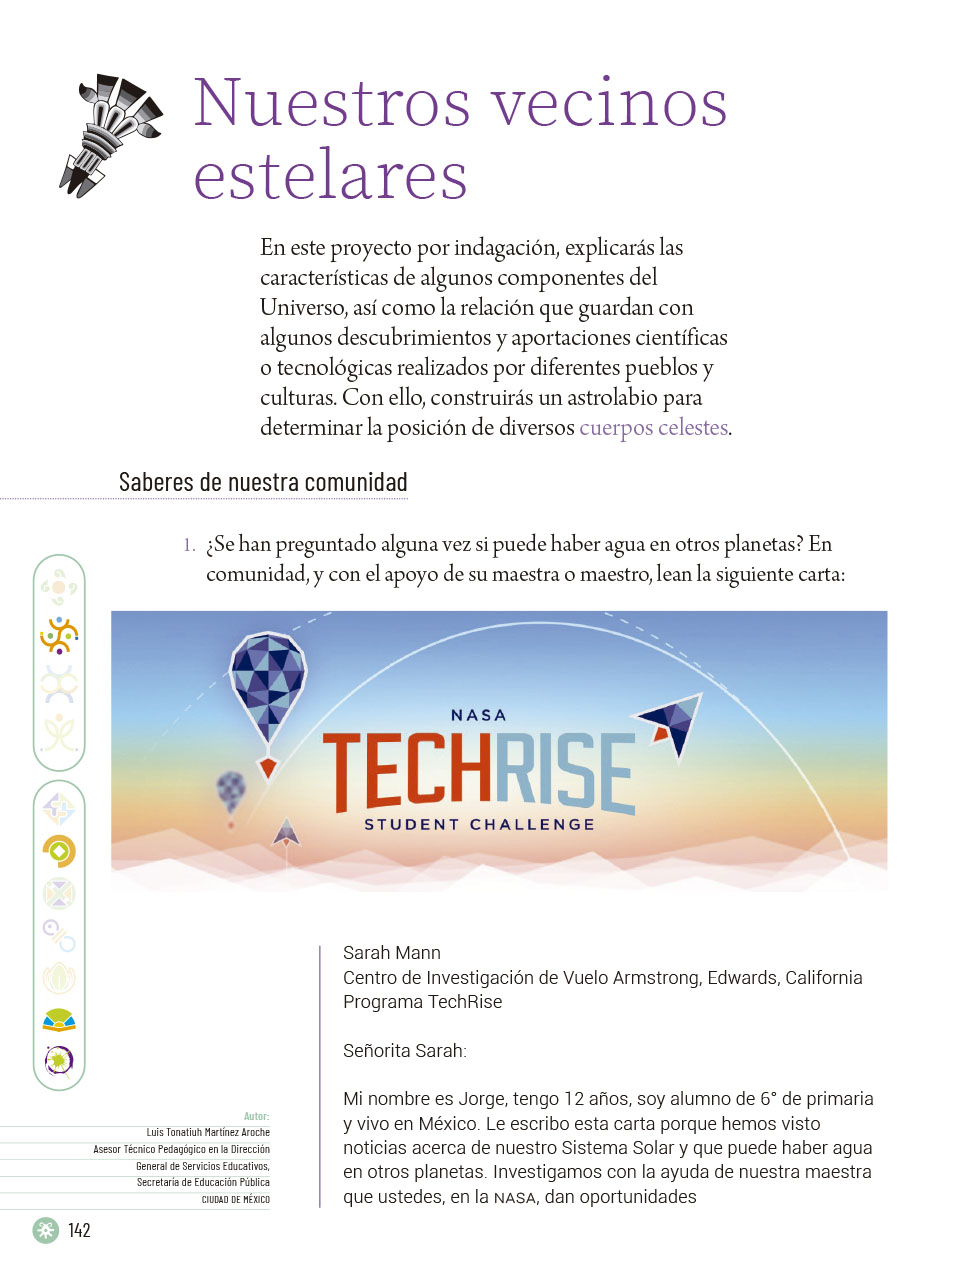 Nuestros vecinos
estelares
En este proyecto por indagación, explicarás las
características de algunos componentes del
Universo, así como la relación que guardan con
algunos descubrimientos y aportaciones científicas
o tecnológicas realizados por diferentes pueblos y
culturas. Con ello, construirás un astrolabio para
determinar la posición de diversos cuerpos celestes.
Saberes de nuestra comunidad
1. ¿Se han preguntado alguna vez si puede haber agua en otros planetas? En
comunidad, y con el apoyo de su maestra o maestro, lean la siguiente carta:
NASA
TECHRISE
STUDENT CHALLENGE
Sarah Mann
Centro de Investigación de Vuelo Armstrong, Edwards, California
Programa TechRise
Señorita Sarah:
Mi nombre es Jorge, tengo 12 años, soy alumno de 6° de primaria
y vivo en México. Le escribo esta carta porque hemos visto
noticias acerca de nuestro Sistema Solar y que puede haber agua
en otros planetas. Investigamos con la ayuda de nuestra maestra
que ustedes, en la NASA, dan oportunidades
Autor:
Luis Tonatiuh Martínez Aroche
Asesor Técnico Pedagógico en la Dirección
General de Servicios Educativos,
Secretaría de Educación Pública
CIUDAD DE MÉXICO
142